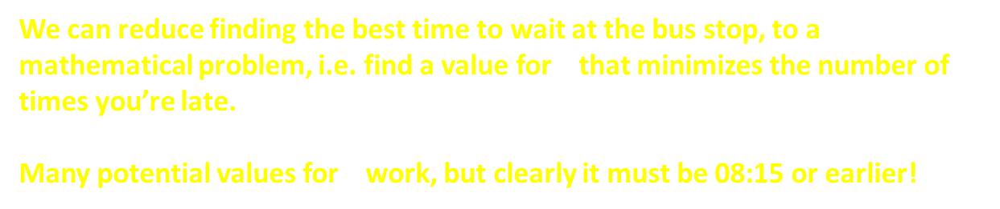 We can reduce finding the best time to wait at the bus stop, to a
mathematical problem, i.e. find a value for that minimizes the number of
times you’re late.
Many potential values for work, but clearly it must be 08:15 or earlier!